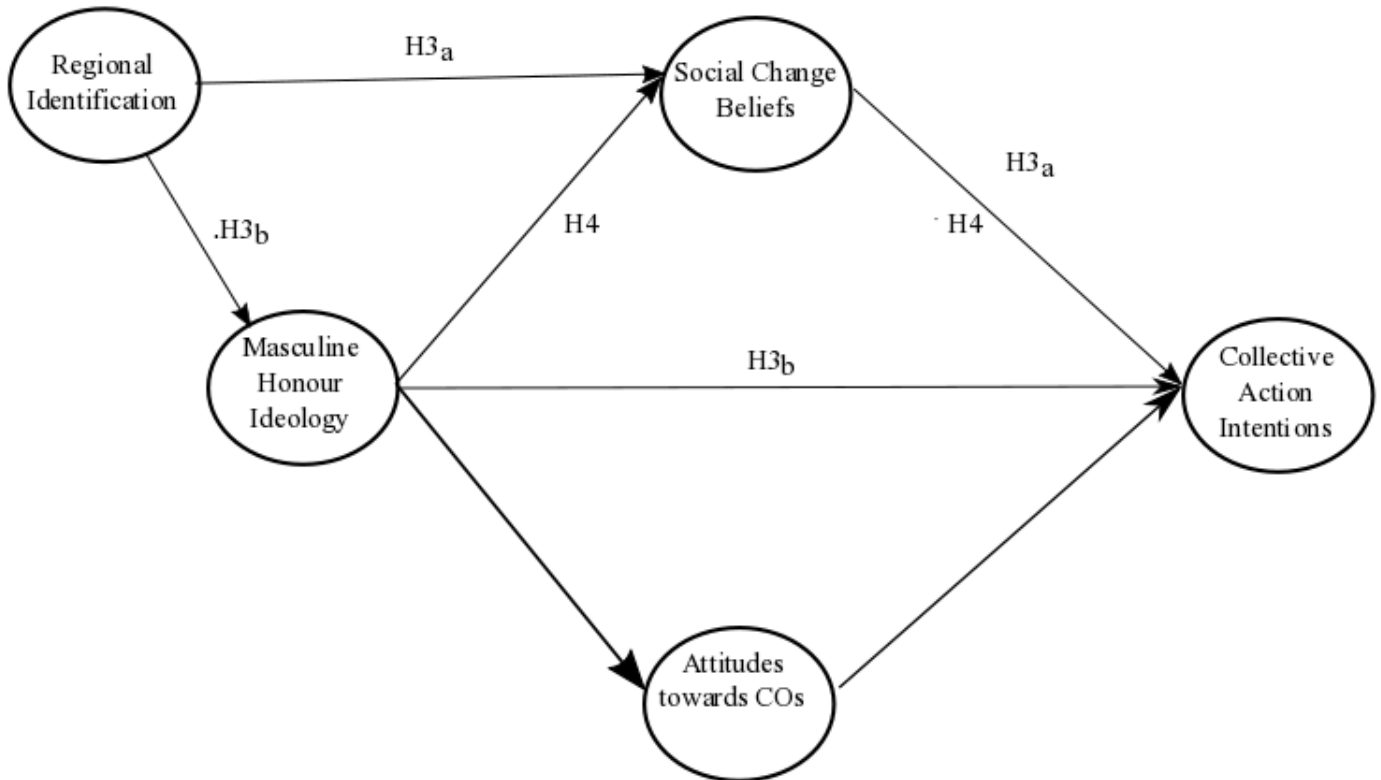 Regional
Identification
H3a
Social Change
Beliefs
H3a
.H3b
H4
H4
Masculine
Honour
Ideology
H3b
Collective
Action
Intentions
Attitudes
towards COs